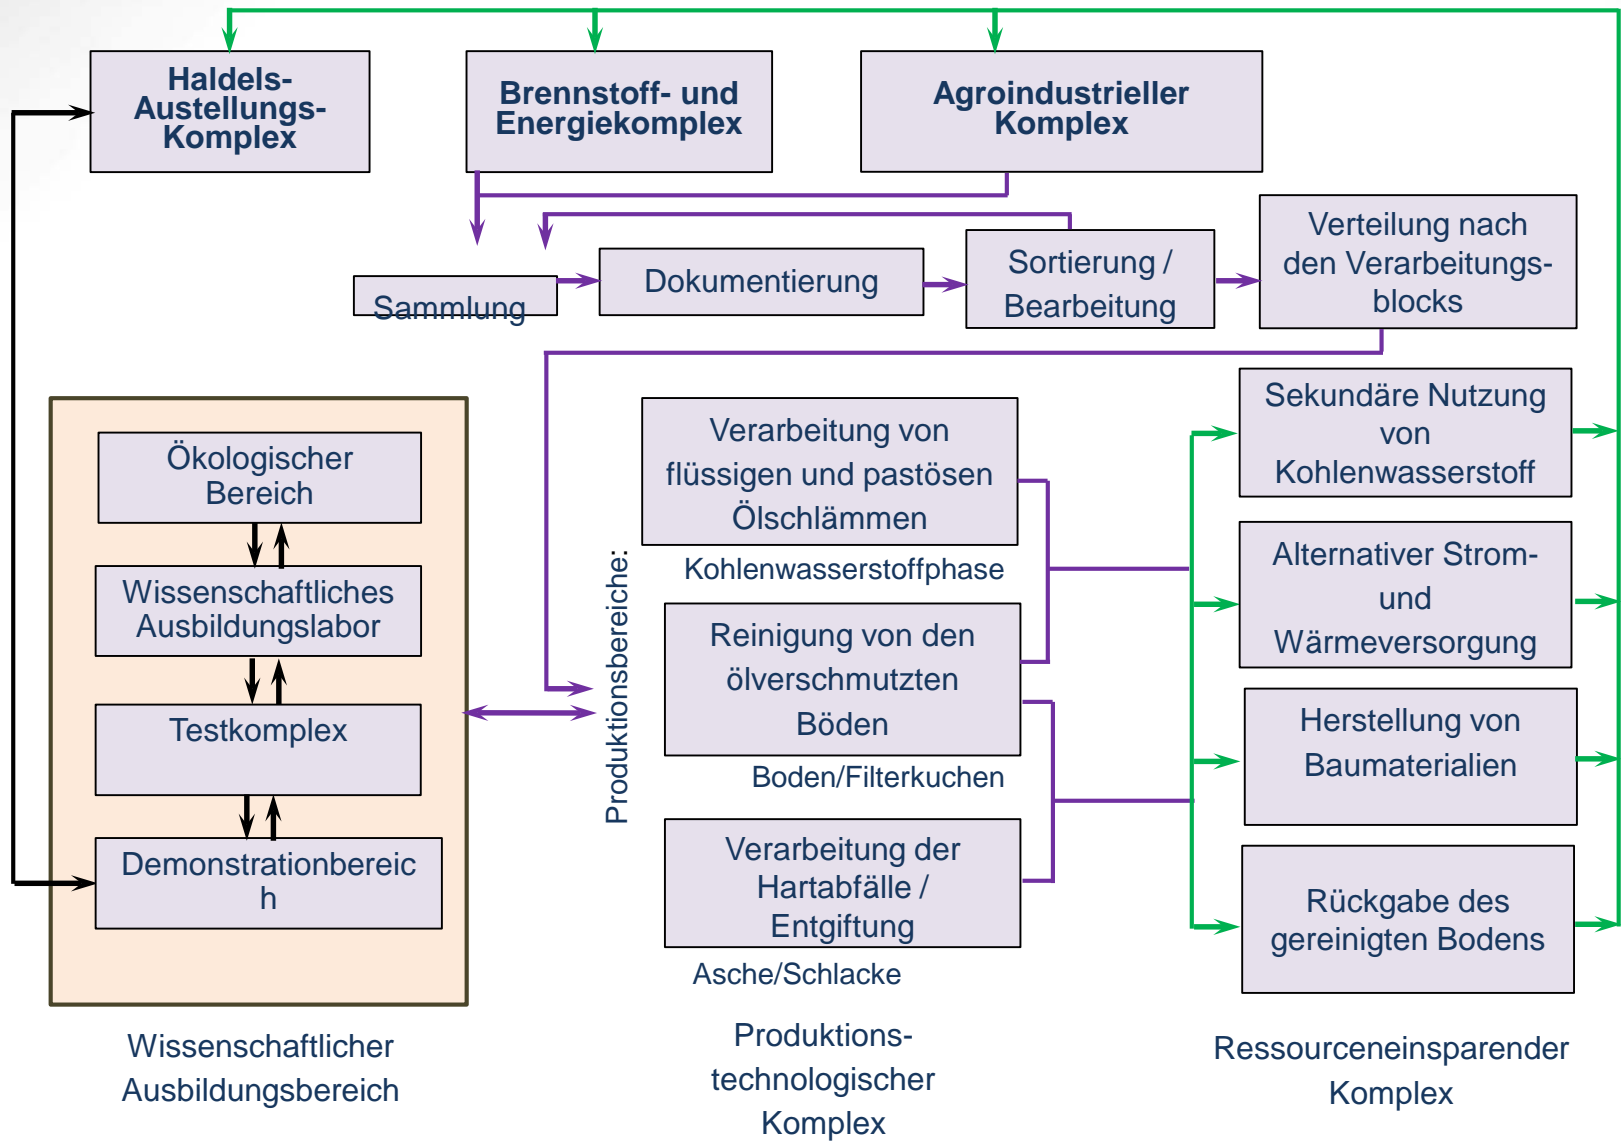 Haldels-
Austellungs-
Komplex
Brennstoff- und
Energiekomplex
Agroindustrieller
Komplex
Sammlung
Dokumentierung
Sortierung /
Bearbeitung
Verteilung nach
den Verarbeitungs-
blocks
Ökologischer
Bereich
Wissenschaftliches
Ausbildungslabor
Testkomplex
Demonstrationbereic
h
Wissenschaftlicher
Ausbildungsbereich
Produktionsbereiche:
Verarbeitung von
flüssigen und pastösen
Ölschlämmen
Kohlenwasserstoffphase
Reinigung von den
ölverschmutzten
Böden
Boden/Filterkuchen
Verarbeitung der
Hartabfälle /
Entgiftung
Asche/Schlacke
Produktions-
technologischer
Komplex
Sekundäre Nutzung
von
Kohlenwasserstoff
Alternativer Strom-
und
Wärmeversorgung
Herstellung von
Baumaterialien
Rückgabe des
gereinigten Bodens
Ressourceneinsparender
Komplex